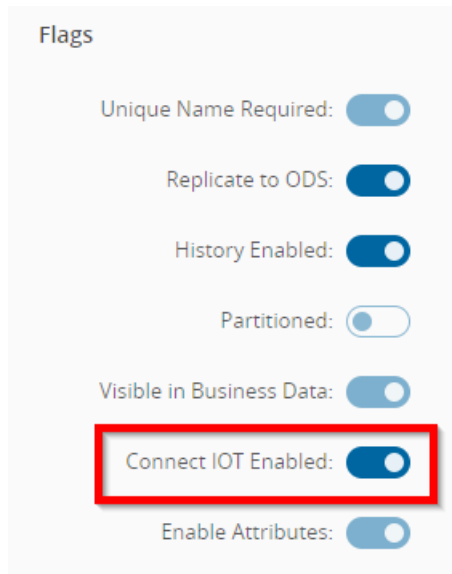 Flags
Unique Name Required:
Replicate to ODS:
History Enabled:
Partitioned:
Visible in Business Data:
Connect IOT Enabled:
Enable Attributes: